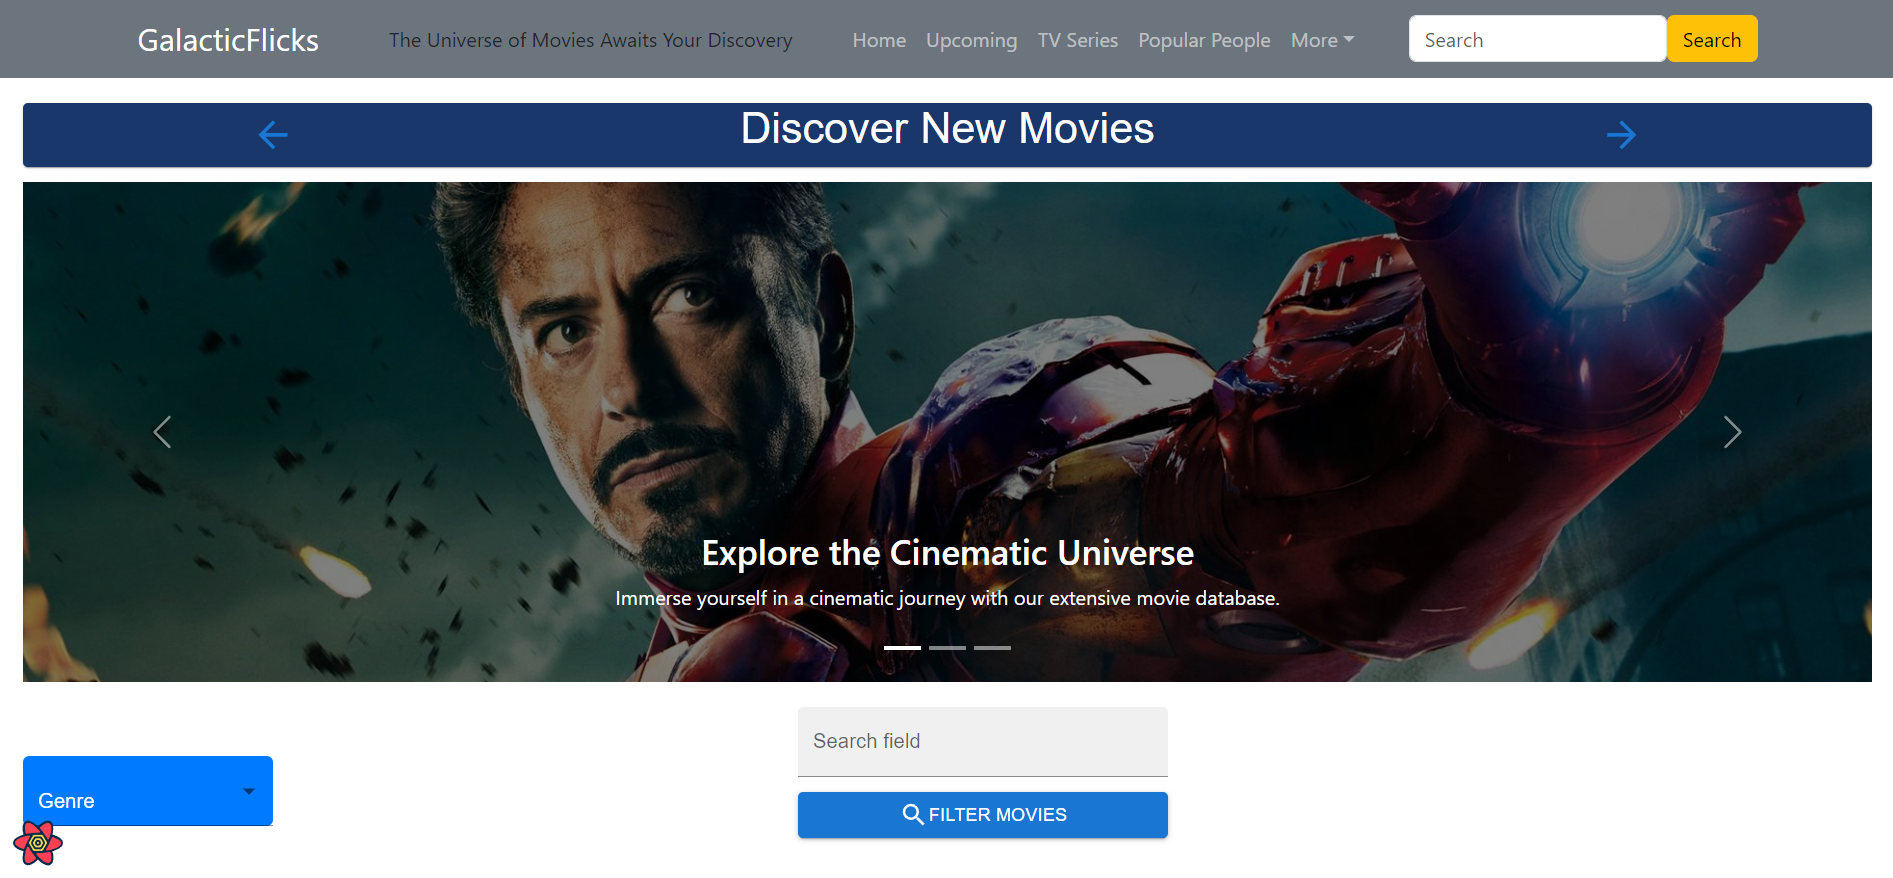 GalacticFlicks The Universe of Movies Awaits Your Discovery Home Upcoming TV Series Popular People More Search Search
Discover New Movies
Explore the Cinematic Universe
Immerse yourself in a cinematic journey with our extensive movie database.
Search field
Genre
FILTER MOVIES